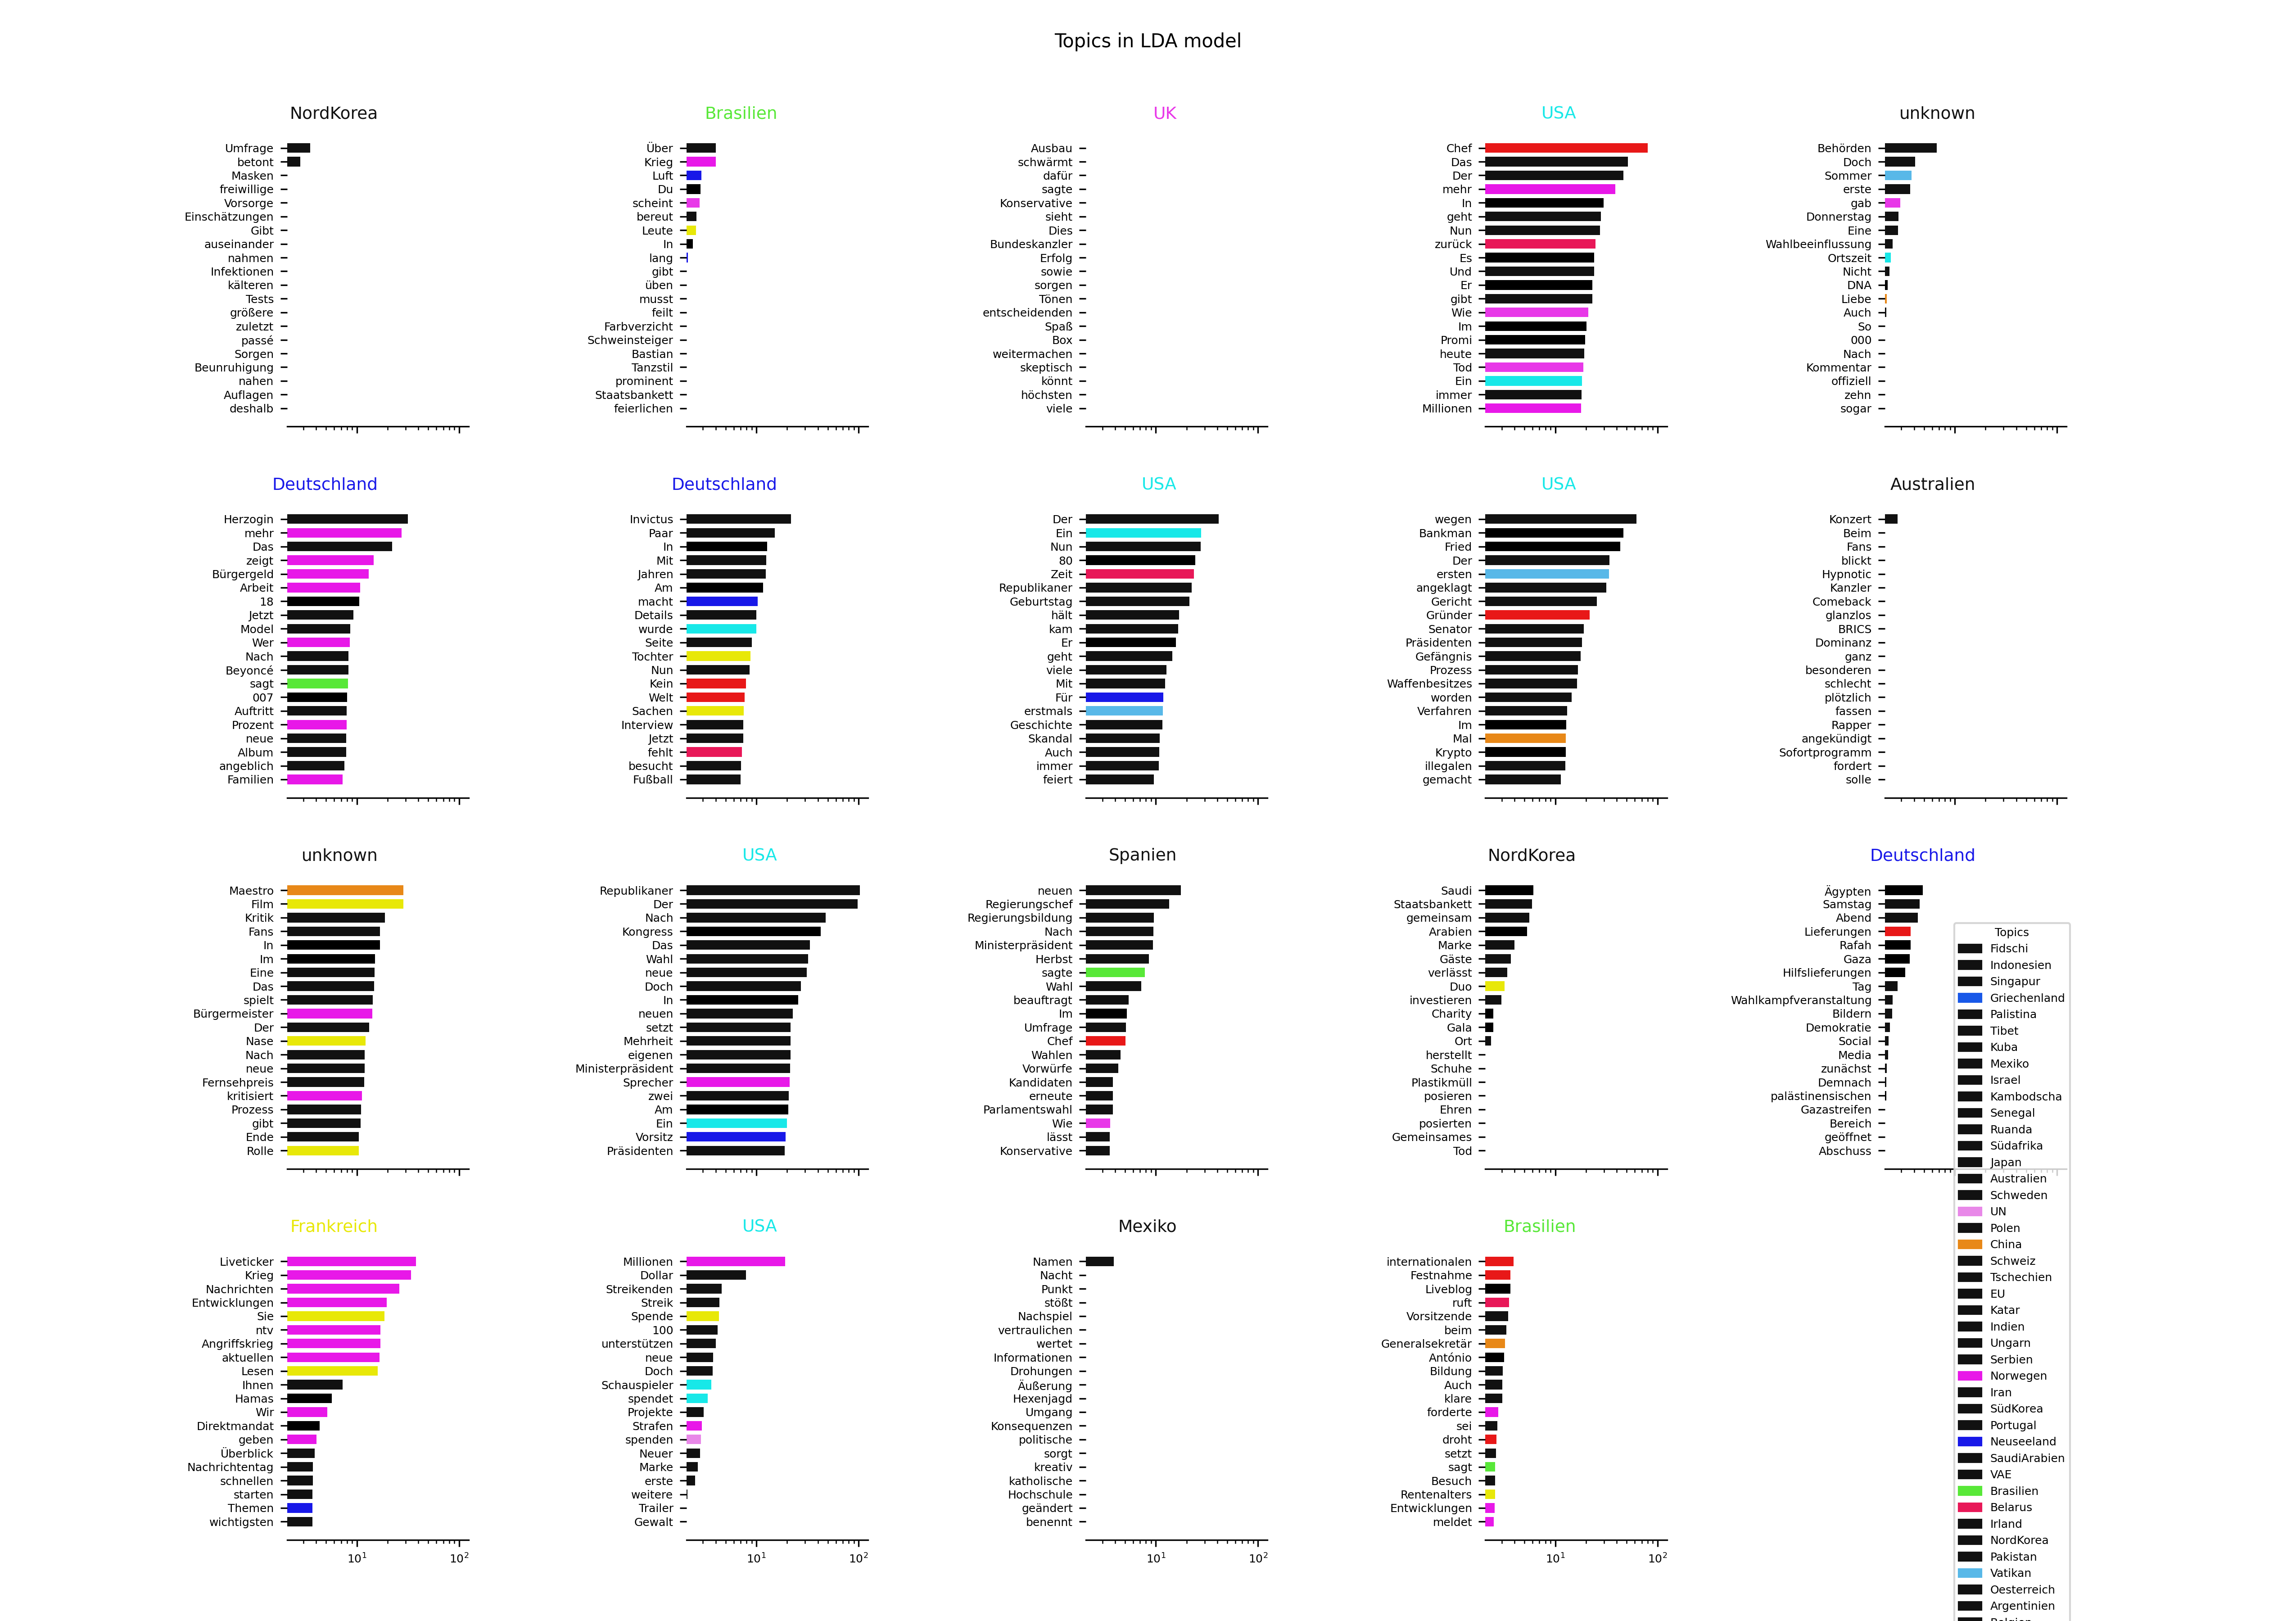 Topics in LDA model
NordKorea
Umfrage
betont
Masken
freiwillige
Vorsorge
Einschätzungen
Gibt
auseinander
nahmen
Infektionen
kälteren
Tests
größere
zuletzt
passé
Sorgen
Beunruhigung
nahen
Auflagen
deshalb
Brasilien
Über
Krieg
Luft
Du
scheint
bereut
Leute
In
lang
gibt
üben
musst
feilt
Farbverzicht
Schweinsteiger
Bastian
Tanzstil
prominent
Staatsbankett
feierlichen
UK
Ausbau
schwärmt
dafür
sagte
Konservative
sieht
Dies
Bundeskanzler
Erfolg
sowie
sorgen
Tönen
entscheidenden
Spaß
Box
weitermachen
skeptisch
könnt
höchsten
viele
USA
Chef
Das
Der
mehr
In
geht
Nun
zurück
Es
Und
Er
gibt
Wie
Im
Promi
heute
Tod
Ein
immer
Millionen
unknown
Behörden
Doch
Sommer
erste
gab
Donnerstag
Eine
Wahlbeeinflussung
Ortszeit
Nicht
DNA
Liebe
Auch
So
000
Nach
Kommentar
offiziell
zehn
sogar
Deutschland
Herzogin
mehr
Das
zeigt
Bürgergeld
Arbeit
18
Jetzt
Model
Wer
Nach
Beyoncé
sagt
007
Auftritt
Prozent
neue
Album
angeblich
Familien
Deutschland
Invictus
Paar
In
Mit
Jahren
Am
macht
Details
wurde
Seite
Tochter
Nun
Kein
Welt
Sachen
Interview
Jetzt
fehlt
besucht
Fußball
USA
Der
Ein
Nun
80
Zeit
Republikaner
Geburtstag
hält
kam
Er
geht
viele
Mit
Für
erstmals
Geschichte
Skandal
Auch
immer
feiert
USA
wegen
Bankman
Fried
Der
ersten
angeklagt
Gericht
Gründer
Senator
Präsidenten
Gefängnis
Prozess
Waffenbesitzes
worden
Verfahren
Im
Mal
Krypto
illegalen
gemacht
Australien
Konzert
Beim
Fans
blickt
Hypnotic
Kanzler
Comeback
glanzlos
BRICS
Dominanz
ganz
besonderen
schlecht
plötzlich
fassen
Rapper
angekündigt
Sofortprogramm
fordert
solle
unknown
Maestro
Film
Kritik
Fans
In
Im
Eine
Das
spielt
Bürgermeister
Der
Nase
Nach
neue
Fernsehpreis
kritisiert
Prozess
gibt
Ende
Rolle
USA
Republikaner
Der
Nach
Kongress
Das
Wahl
neue
Doch
In
neuen
setzt
Mehrheit
eigenen
Ministerpräsident
Sprecher
zwei
Am
Ein
Vorsitz
Präsidenten
Spanien
neuen
Regierungschef
Regierungsbildung
Nach
Ministerpräsident
Herbst
sagte
Wahl
beauftragt
Im
Umfrage
Chef
Wahlen
Vorwürfe
Kandidaten
erneute
Parlamentswahl
Wie
lässt
Konservative
NordKorea
Saudi
Staatsbankett
gemeinsam
Arabien
Marke
Gäste
verlässt
Duo
investieren
Charity
Gala
Ort
herstellt
Schuhe
Plastikmüll
posieren
Ehren
posierten
Gemeinsames
Tod
Deutschland
Ägypten
Samstag
Abend
Lieferungen
Rafah
Gaza
Hilfslieferungen
Tag
Wahlkampfveranstaltung
Bildern
Demokratie
Social
Media
zunächst
Demnach
palästinensischen
Gazastreifen
Bereich
geöffnet
Abschuss
Frankreich
Liveticker
Krieg
Nachrichten
Entwicklungen
Sie
ntv
Angriffskrieg
aktuellen
Lesen
Ihnen
Hamas
Wir
Direktmandat
geben
Überblick
Nachrichtentag
schnellen
starten
Themen
wichtigsten
10¹ 10²
USA
Millionen
Dollar
Streikenden
Streik
Spende
100
unterstützen
neue
Doch
Schauspieler
spendet
Projekte
Strafen
spenden
Neuer
Marke
erste
weitere
Trailer
Gewalt
10¹ 10²
Mexiko
Namen
Nacht
Punkt
stößt
Nachspiel
vertraulichen
wertet
Informationen
Drohungen
Äußerung
Hexenjagd
Umgang
Konsequenzen
politische
sorgt
kreativ
katholische
Hochschule
geändert
benennt
10¹ 10²
Brasilien
internationalen
Festnahme
Liveblog
ruft
Vorsitzende
beim
Generalsekretär
António
Bildung
Auch
klare
forderte
sei
droht
setzt
sagt
Besuch
Rentenalters
Entwicklungen
meldet
10¹ 10²
Topics
Fidschi
Indonesien
Singapur
Griechenland
Palistina
Tibet
Kuba
Mexiko
Israel
Kambodscha
Senegal
Ruanda
Südafrika
Japan
Australien
Schweden
UN
Polen
China
Schweiz
Tschechien
EU
Katar
Indien
Ungarn
Serbien
Norwegen
Iran
SüdKorea
Portugal
Neuseeland
SaudiArabien
VAE
Brasilien
Belarus
Irland
NordKorea
Pakistan
Vatikan
Oesterreich
Argentinien